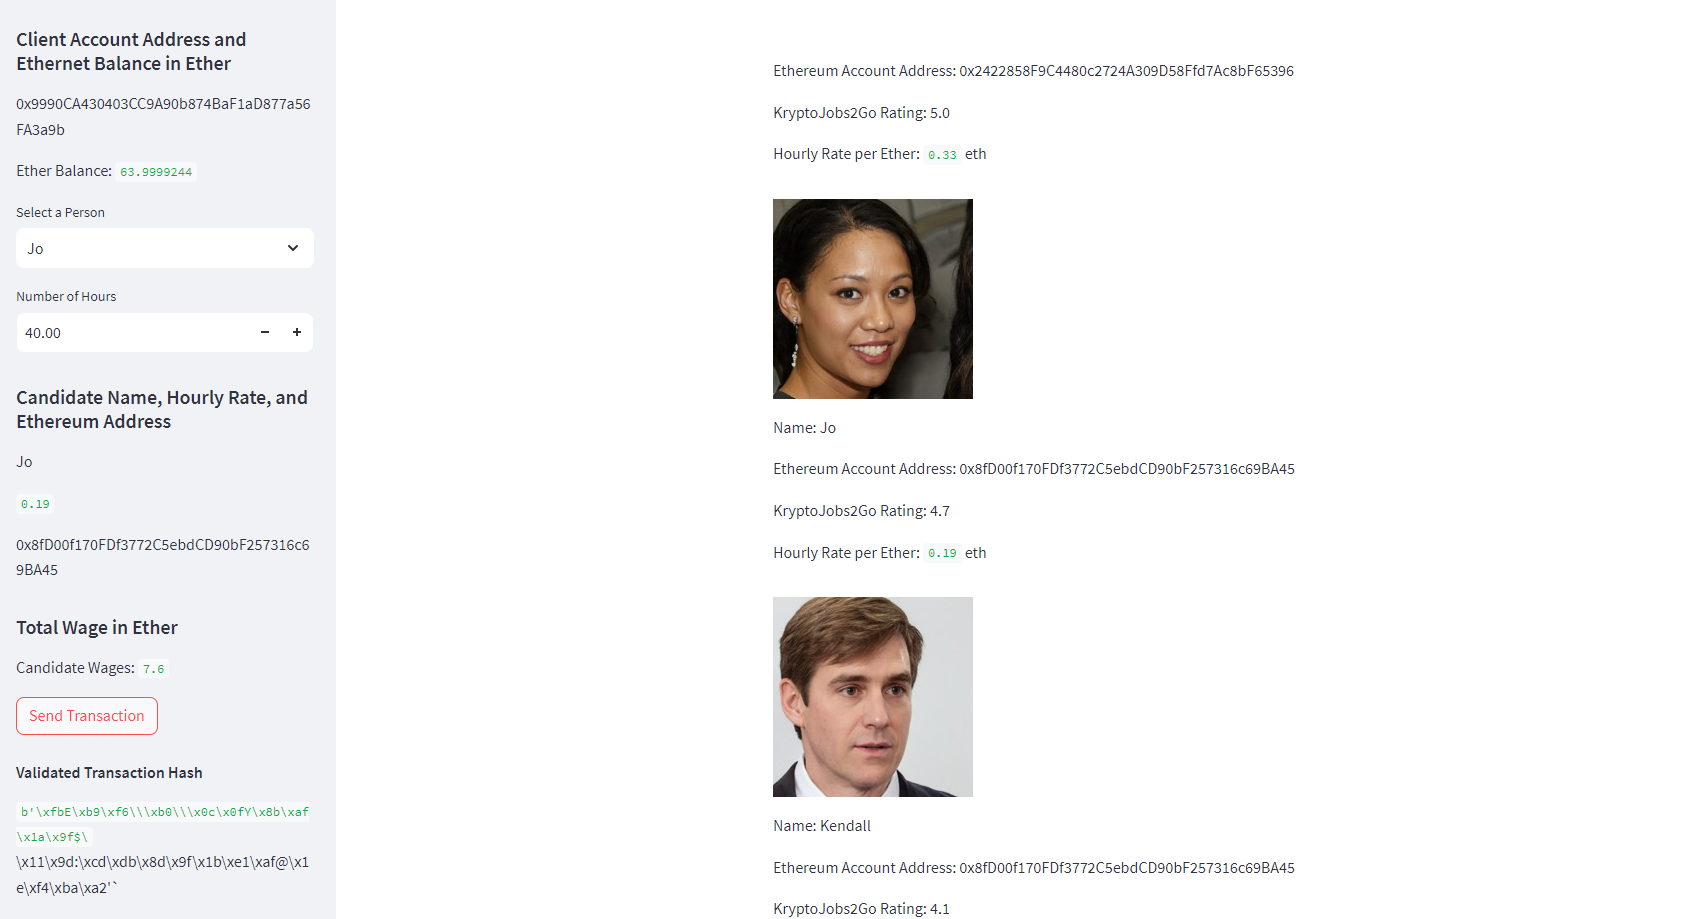 Client Account Address and
Ethernet Balance in Ether
0x9990CA430403CC9A90b874BaF1aD877a56
FA3a9b
Ether Balance: 63.9999244
Select a Person
Jo
Number of Hours
40.00
Candidate Name, Hourly Rate, and
Ethereum Address
Jo
0.19
0x8fD00f170FDf3772C5ebdCD90bF257316c6
9BA45
Total Wage in Ether
Candidate Wages: 7.6
Send Transaction
Validated Transaction Hash
b'\xfbE\xb9\xf6\\\xb0\\\x0c\x0fY\x8b\xaf
\x1a\x9f$\
\x11\x9d:\xcd\xdb\x8d\x9f\x1b\xe1\xaf@\x1
e\xf4\xba\xa2'`
Ethereum Account Address: 0x2422858F9C4480c2724A309D58Ffd7Ac8bF65396
KryptoJobs2Go Rating: 5.0
Hourly Rate per Ether: 0.33 eth
Name: Jo
Ethereum Account Address: 0x8fD00f170FDf3772C5ebdCD90bF257316c69BA45
KryptoJobs2Go Rating: 4.7
Hourly Rate per Ether: 0.19 eth
Name: Kendall
Ethereum Account Address: 0x8fD00f170FDf3772C5ebdCD90bF257316c69BA45
KryptoJobs2Go Rating: 4.1